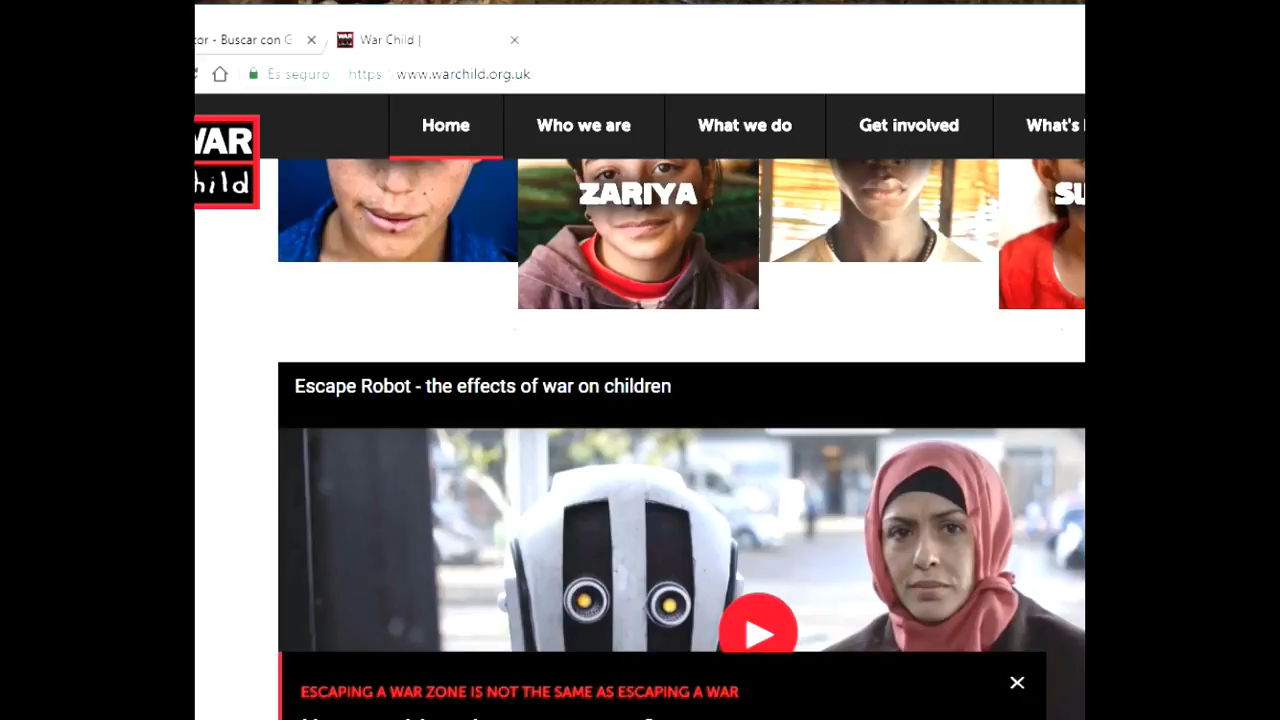 tor - Buscar con G
War Child |
Es seguro https: www.warchild.org.uk
WAR
hild
Home Who we are What we do Get involved What's
ZARIYA
SU
Escape Robot - the effects of war on children
ESCAPING A WAR ZONE IS NOT THE SAME AS ESCAPING A WAR